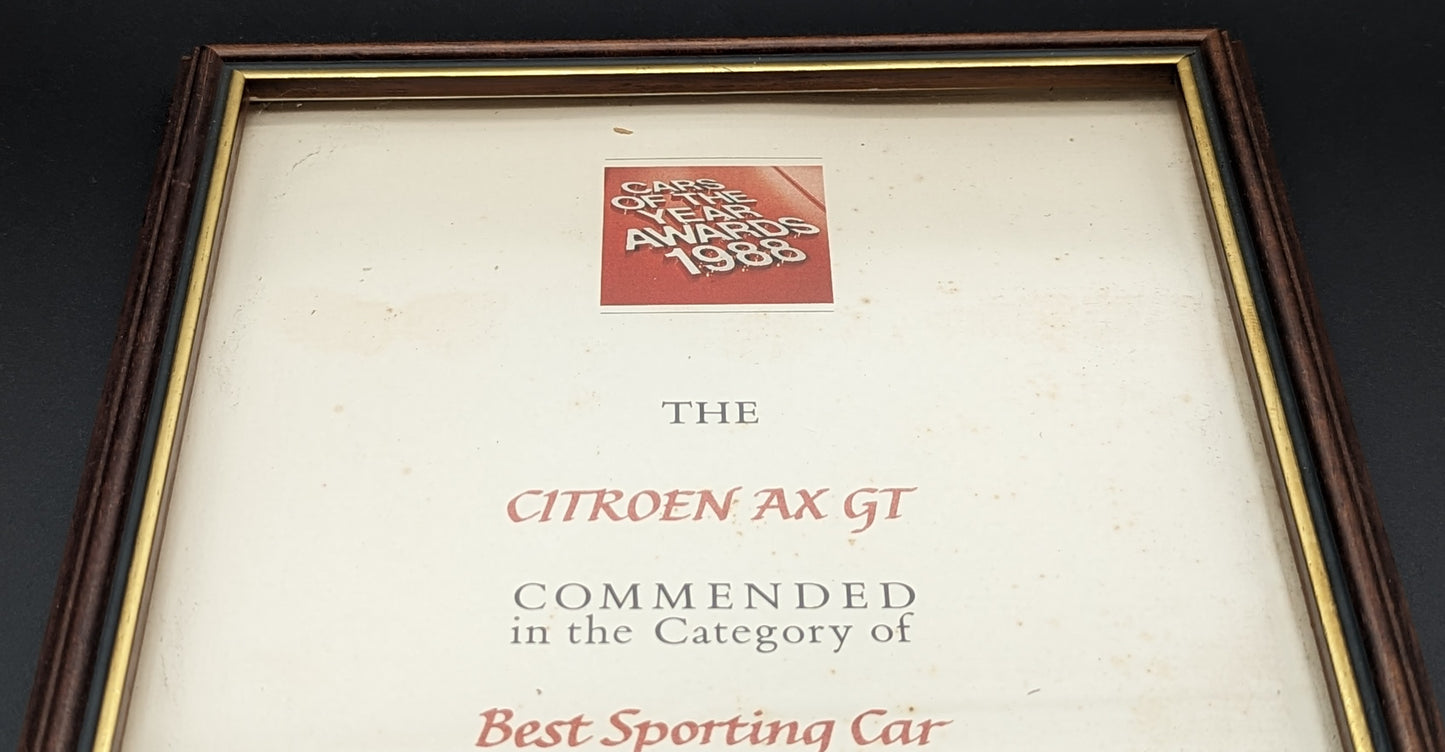 CARS
OF THE
YEAR
AWARDS
1988
THE
CITROEN AX GT
COMMENDED
in the Category of
Best Sporting Car